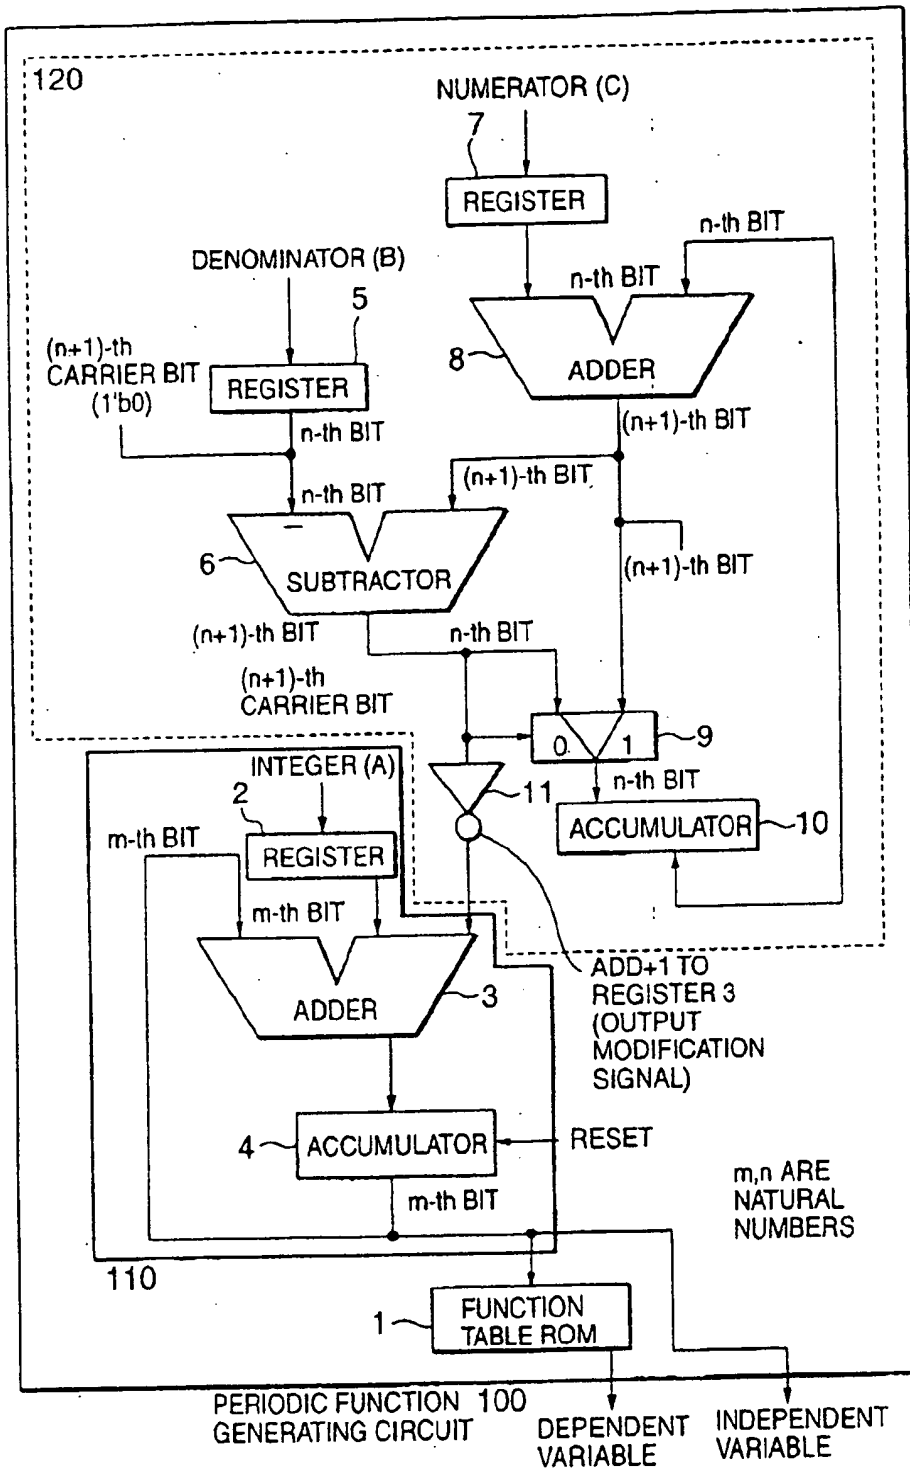 120
NUMERATOR (C)
7
REGISTER
n-th BIT
DENOMINATOR (B)
n-th BIT
5
(n+1)-th
CARRIER BIT
(1'b0)
REGISTER
8
ADDER
n-th BIT
(n+1)-th BIT
(n+1)-th BIT
n-th BIT
–
6
SUBTRACTOR
(n+1)-th BIT
(n+1)-th BIT
n-th BIT
(n+1)-th
CARRIER BIT
0
1
9
INTEGER (A)
11
n-th BIT
2
m-th BIT
REGISTER
ACCUMULATOR
10
m-th BIT
ADDER
3
ADD+1 TO
REGISTER 3
(OUTPUT
MODIFICATION
SIGNAL)
4
ACCUMULATOR
RESET
m-th BIT
m,n ARE
NATURAL
NUMBERS
110
1
FUNCTION
TABLE ROM
PERIODIC FUNCTION 100
GENERATING CIRCUIT
DEPENDENT
VARIABLE
INDEPENDENT
VARIABLE